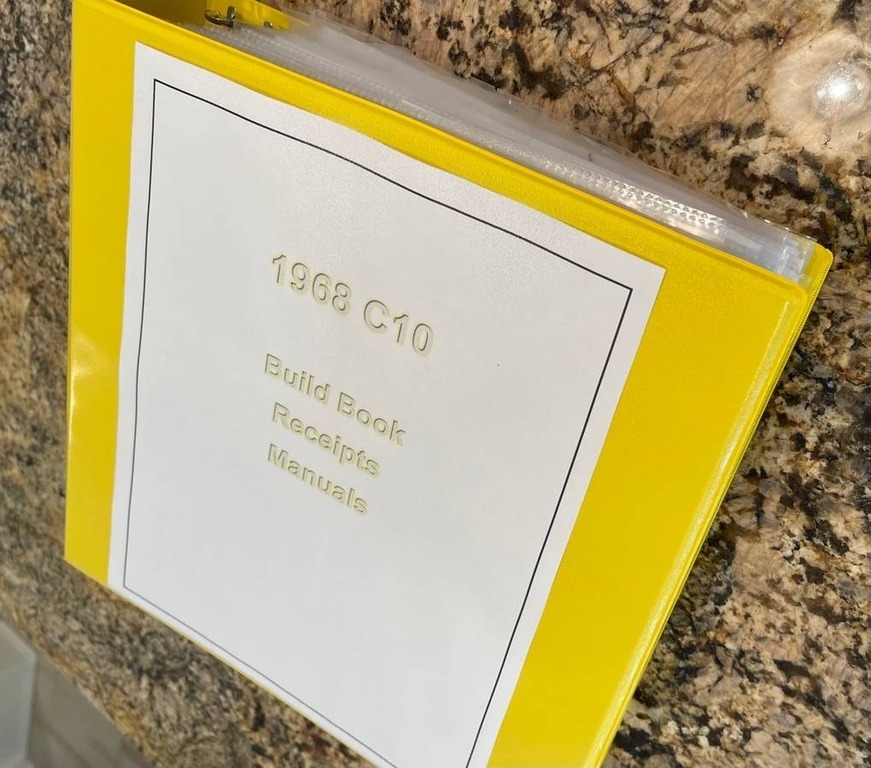 1968 C10
Build Book
Receipts
Manuals